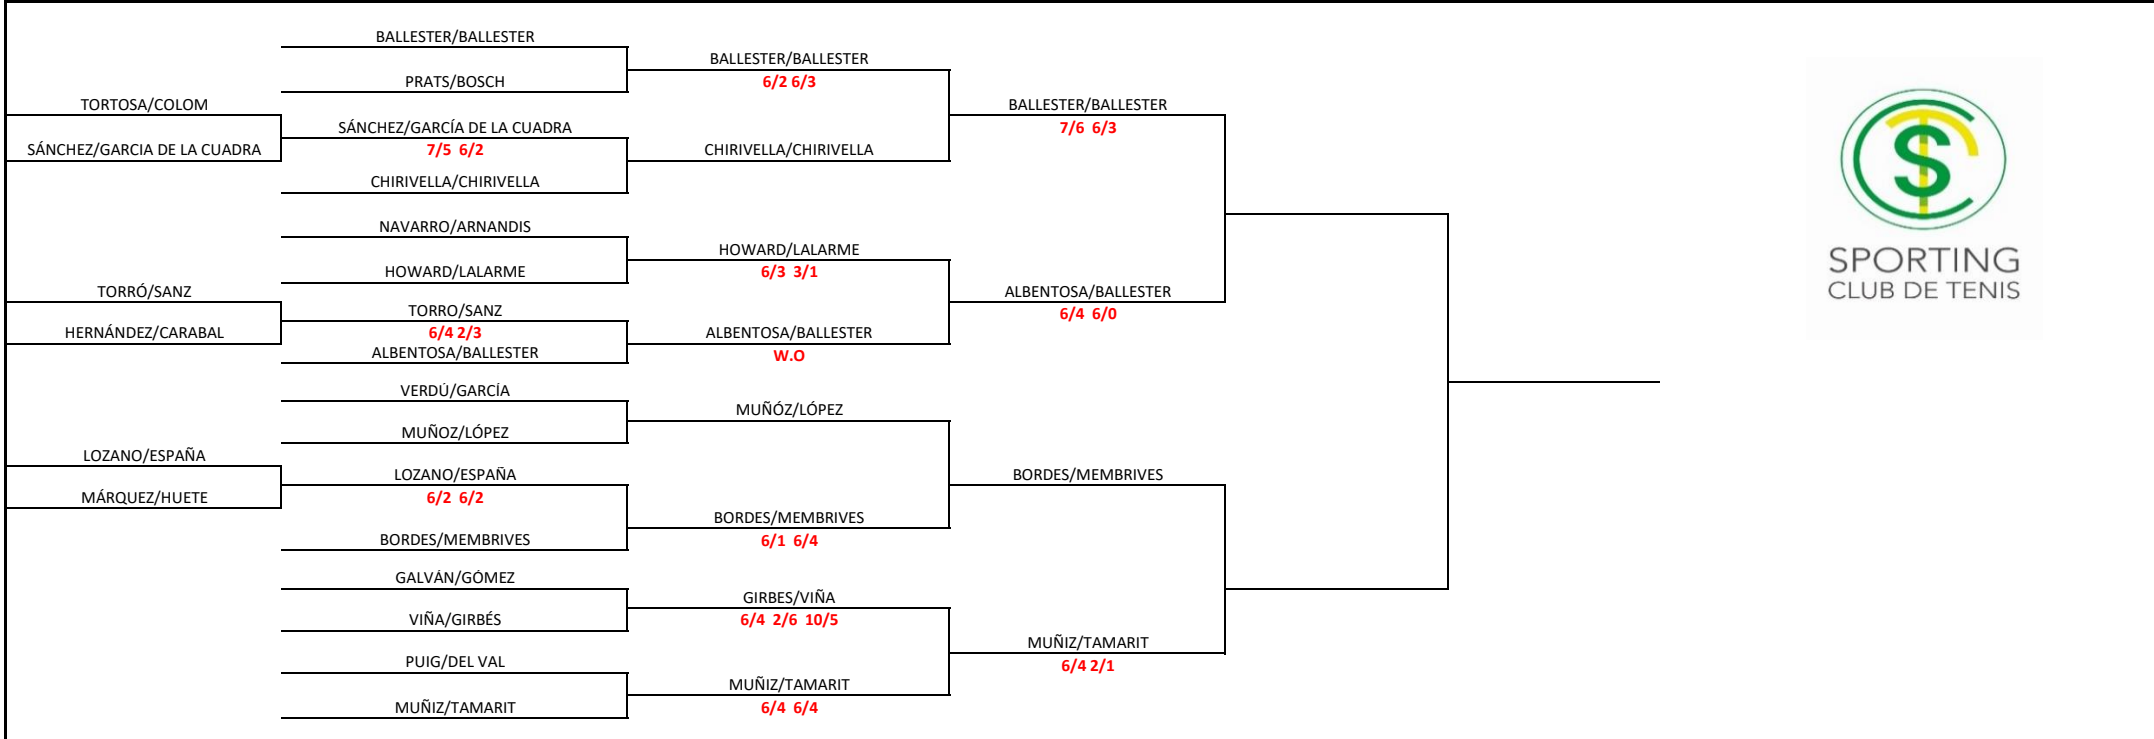 BALLESTER/BALLESTER
PRATS/BOSCH
TORTOSA/COLOM
SÁNCHEZ/GARCIA DE LA CUADRA
SÁNCHEZ/GARCÍA DE LA CUADRA
7/5 6/2
CHIRIVELLA/CHIRIVELLA
NAVARRO/ARNANDIS
HOWARD/LALARME
TORRÓ/SANZ
HERNÁNDEZ/CARABAL
TORRO/SANZ
6/4 2/3
ALBENTOSA/BALLESTER
VERDÚ/GARCÍA
MUÑOZ/LÓPEZ
LOZANO/ESPAÑA
MÁRQUEZ/HUETE
LOZANO/ESPAÑA
6/2 6/2
BORDES/MEMBRIVES
GALVÁN/GÓMEZ
VIÑA/GIRBÉS
PUIG/DEL VAL
MUÑIZ/TAMARIT
BALLESTER/BALLESTER
6/2 6/3
CHIRIVELLA/CHIRIVELLA
HOWARD/LALARME
6/3 3/1
ALBENTOSA/BALLESTER
W.O
MUÑÓZ/LÓPEZ
BORDES/MEMBRIVES
6/1 6/4
GIRBES/VIÑA
6/4 2/6 10/5
MUÑIZ/TAMARIT
6/4 6/4
BALLESTER/BALLESTER
7/6 6/3
ALBENTOSA/BALLESTER
6/4 6/0
BORDES/MEMBRIVES
MUÑIZ/TAMARIT
6/4 2/1
SPORTING
CLUB DE TENIS